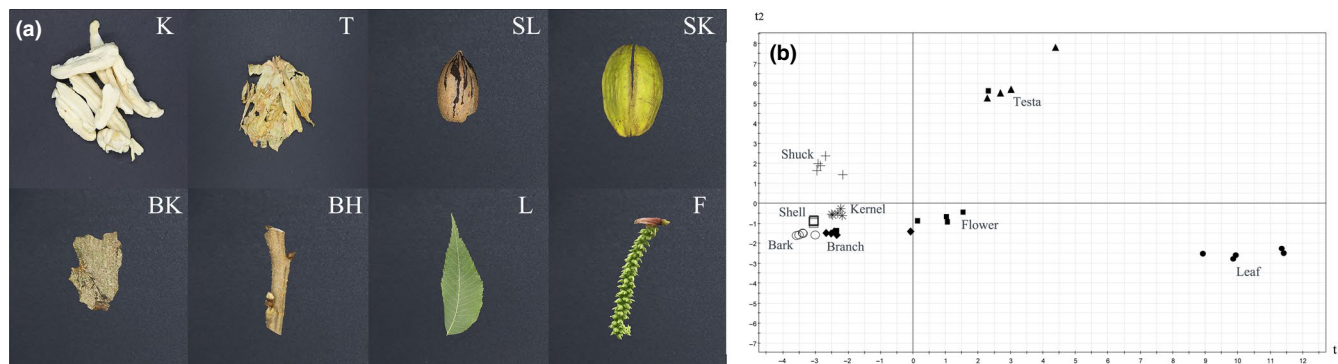 (a)
K
T
SL
SK
BK
BH
L
F
t2
(b)
8
7
6
5
4
3
2
1
0
-1
-2
-3
-4
-5
-6
-7
Testa
Shuck
Shell
Kernel
Bark
Branch
Flower
Leaf
-4 -3 -2 -1 0 1 2 3 4 5 6 7 8 9 10 11 12